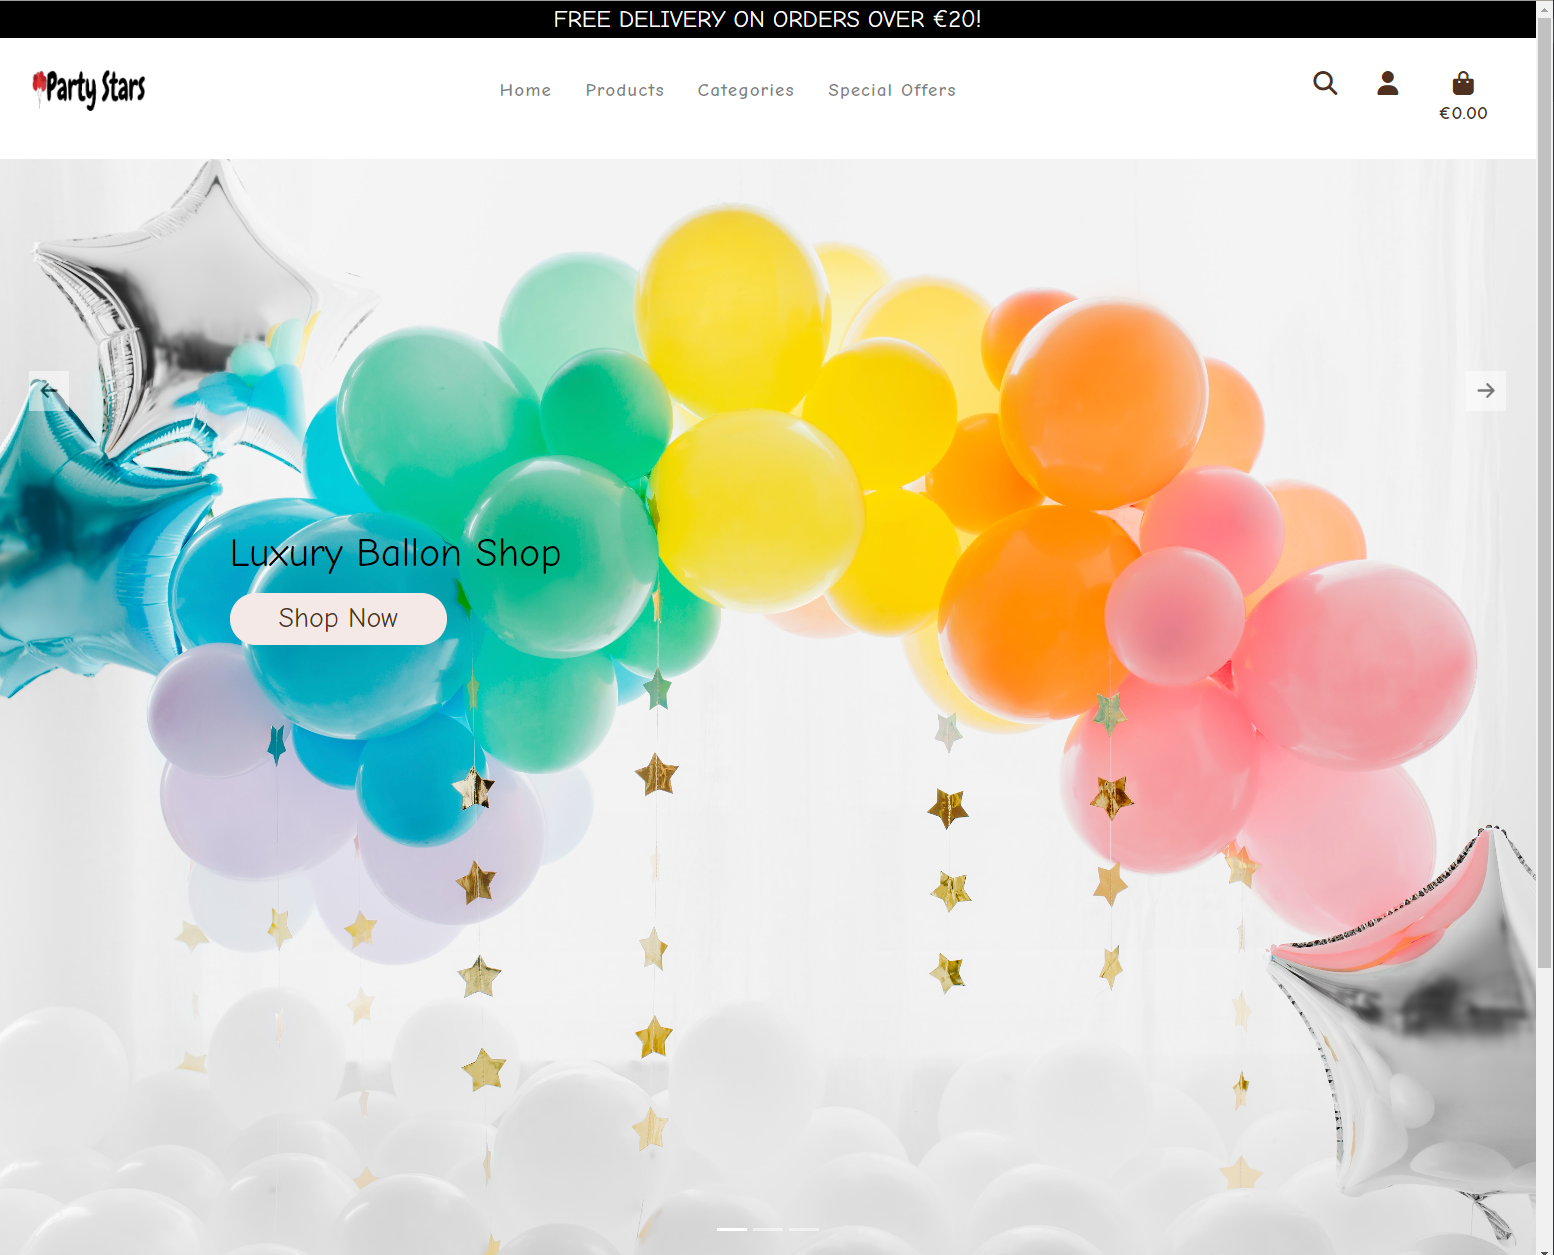 FREE DELIVERY ON ORDERS OVER €20!
Party Stars
Home Products Categories Special Offers
€0.00
Luxury Ballon Shop
Shop Now